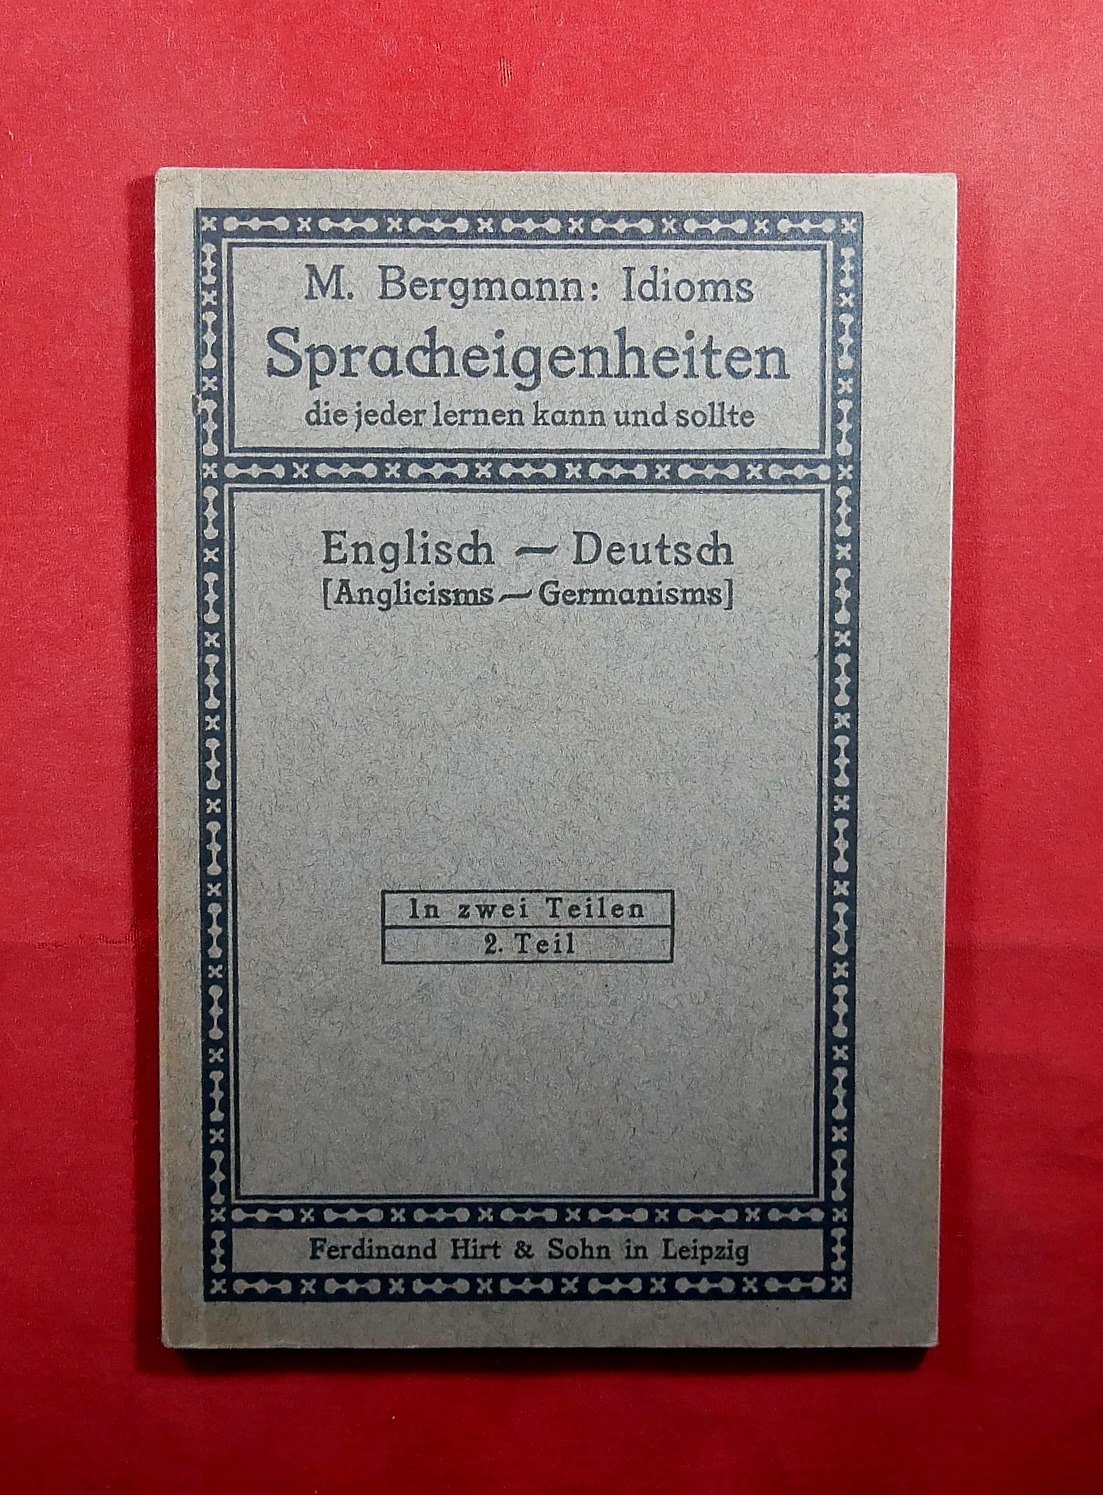 M. Bergmann: Idioms
Spracheigenheiten
die jeder lernen kann und sollte
Englisch — Deutsch
[Anglicisms — Germanisms]
In zwei Teilen
2. Teil
Ferdinand Hirt & Sohn in Leipzig